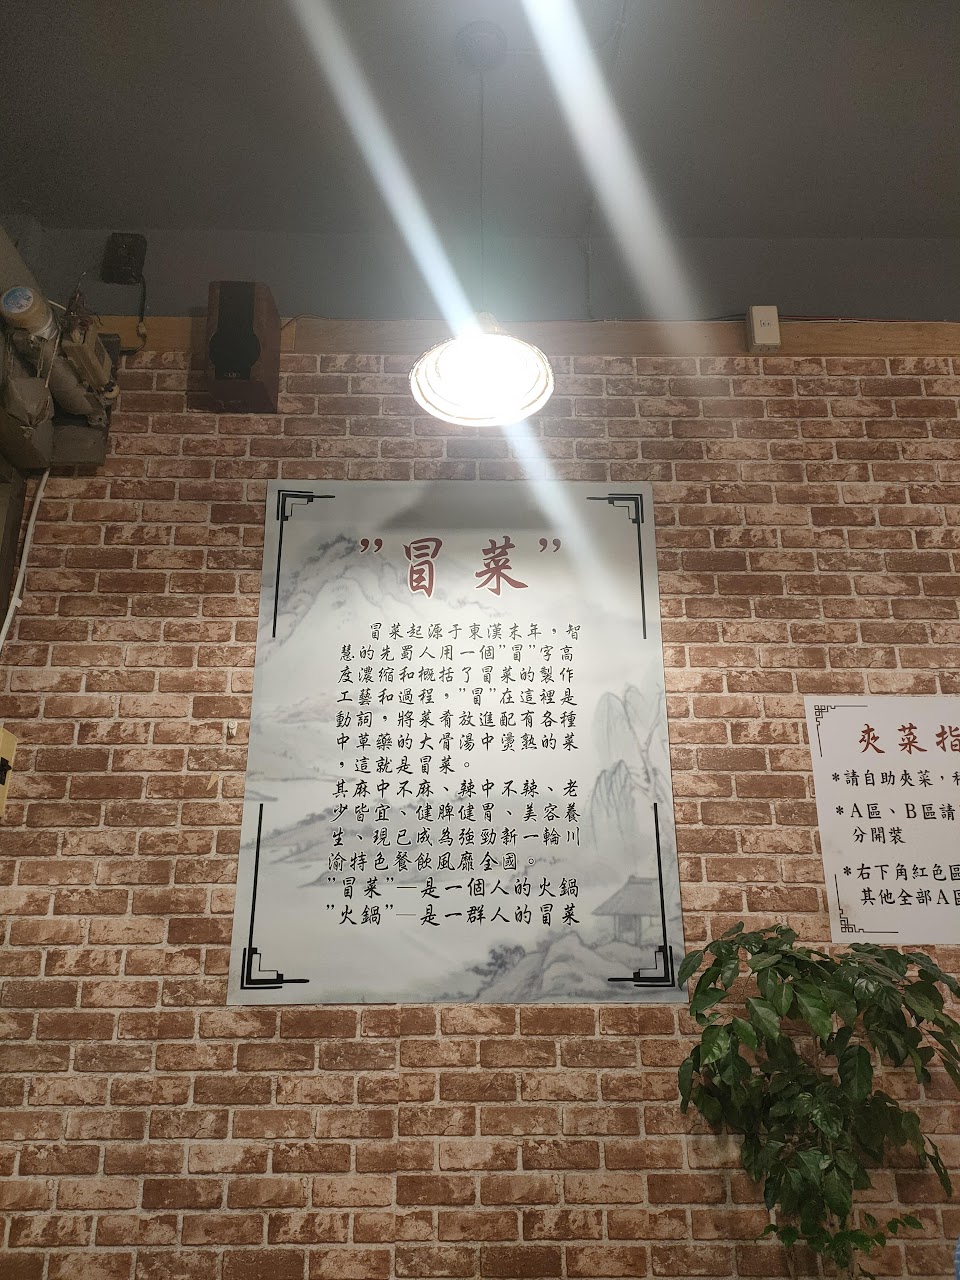 ”冒菜”
冒菜起源于東漢末年，智
慧的先蜀人用一個”冒”字高
度濃縮和概括了冒菜的製作
工藝和過程，”冒”在這裡是
動詞，將菜肴放進配有各種
中草藥的大骨湯中燙熟的菜
，這就是冒菜。
其麻中不麻、辣中不辣、老
少皆宜、健脾健胃、美容養
生、現已成為強勁新一輪川
渝特色餐飲風靡全國。
”冒菜”—是一個人的火鍋
”火鍋”—是一群人的冒菜
夾菜指
*請自助夾菜，
*A區、B區請
分開裝
*右下角紅色區
其他全部A區